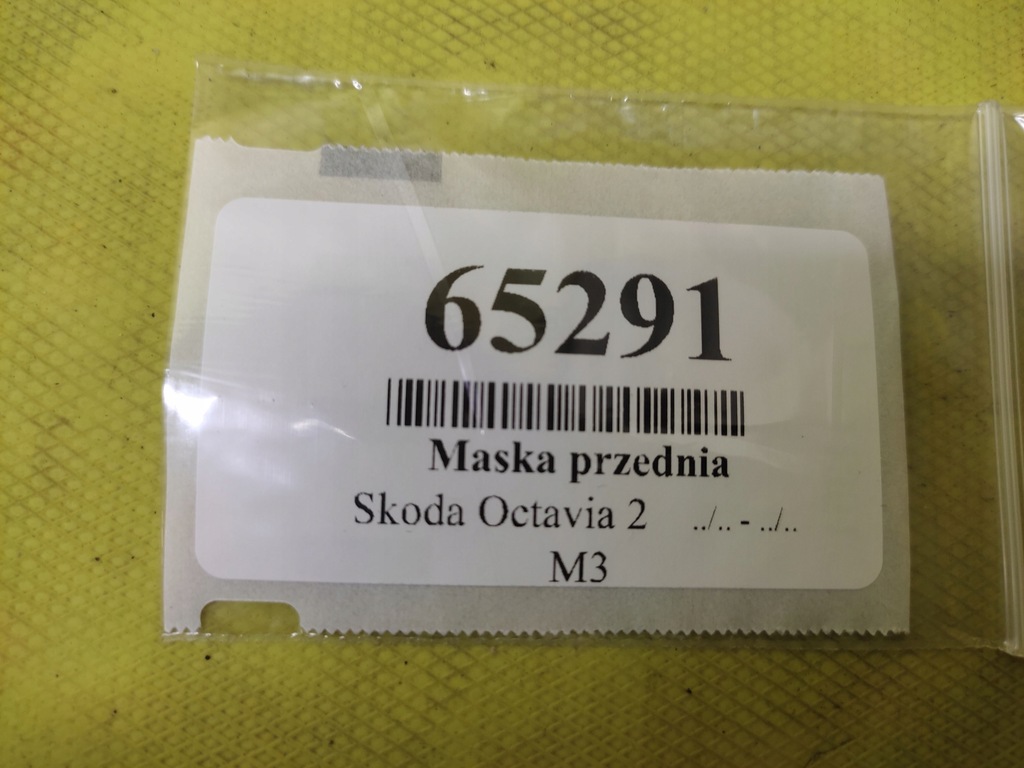 65291
Maska przednia
Skoda Octavia 2 ../.. - ../..
M3